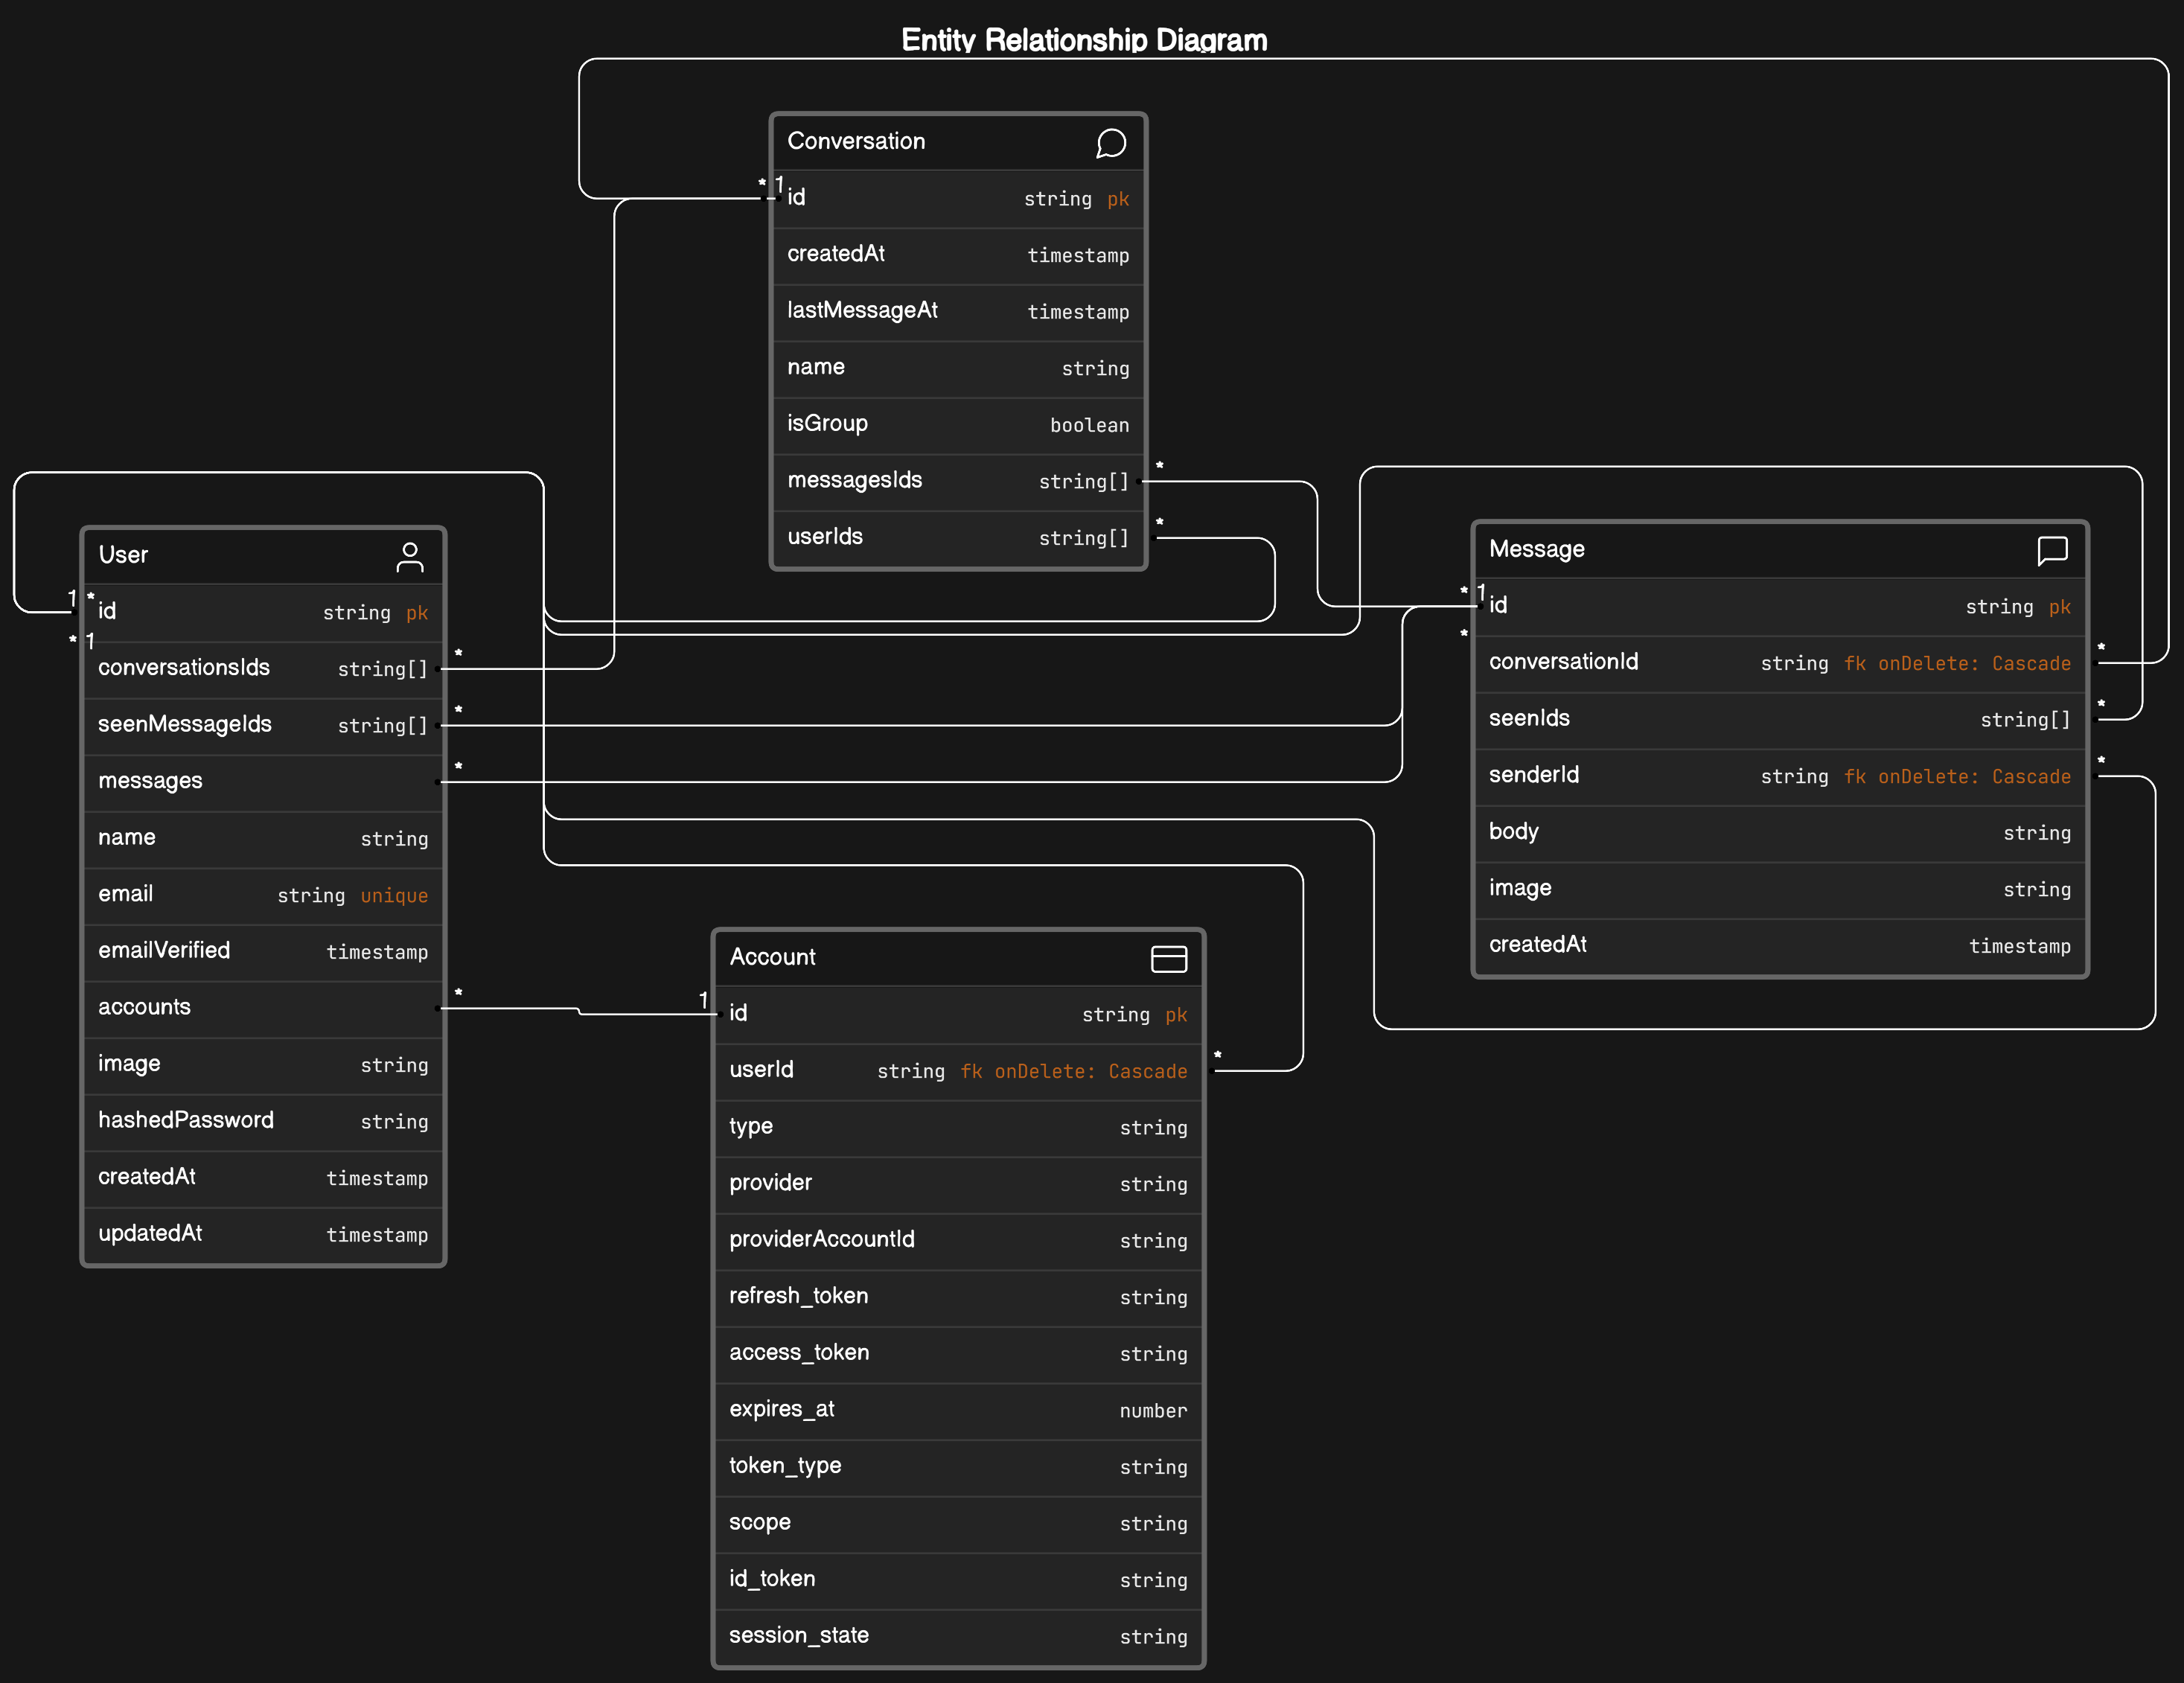 Entity Relationship Diagram
Conversation
* 1
id string pk
createdAt timestamp
lastMessageAt timestamp
name string
isGroup boolean
messagesIds string[] *
userIds string[] *
User
1 *
id string pk
* 1
conversationsIds string[] *
seenMessageIds string[] *
messages *
name string
email string unique
emailVerified timestamp
accounts *
image string
hashedPassword string
createdAt timestamp
updatedAt timestamp
Message
* 1
id string pk
*
conversationId string fk onDelete: Cascade *
seenIds string[] *
senderId string fk onDelete: Cascade *
body string
image string
createdAt timestamp
Account
1
id string pk
userId string fk onDelete: Cascade *
type string
provider string
providerAccountId string
refresh_token string
access_token string
expires_at number
token_type string
scope string
id_token string
session_state string